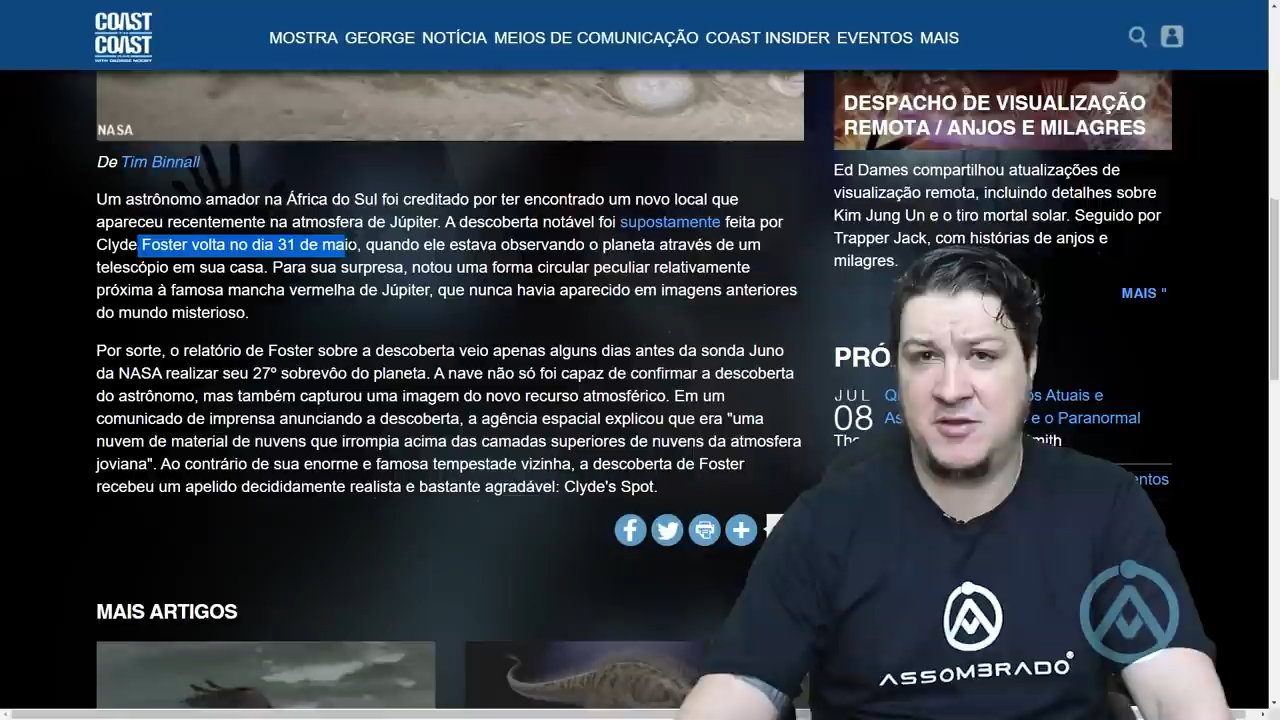 COAST
COAST
MOSTRA GEORGE NOTÍCIA MEIOS DE COMUNICAÇÃO COAST INSIDER EVENTOS MAIS
NASA
De Tim Binnall
Um astrônomo amador na África do Sul foi creditado por ter encontrado um novo local que
apareceu recentemente na atmosfera de Júpiter. A descoberta notável foi supostamente feita por
Clyde Foster volta no dia 31 de maio, quando ele estava observando o planeta através de um
telescópio em sua casa. Para sua surpresa, notou uma forma circular peculiar relativamente
próxima à famosa mancha vermelha de Júpiter, que nunca havia aparecido em imagens anteriores
do mundo misterioso.
Por sorte, o relatório de Foster sobre a descoberta veio apenas alguns dias antes da sonda Juno
da NASA realizar seu 27º sobrevôo do planeta. A nave não só foi capaz de confirmar a descoberta
do astrônomo, mas também capturou uma imagem do novo recurso atmosférico. Em um
comunicado de imprensa anunciando a descoberta, a agência espacial explicou que era "uma
nuvem de material de nuvens que irrompia acima das camadas superiores de nuvens da atmosfera
joviana". Ao contrário de sua enorme e famosa tempestade vizinha, a descoberta de Foster
recebeu um apelido decididamente realista e bastante agradável: Clyde's Spot.
MAIS ARTIGOS
DESPACHO DE VISUALIZAÇÃO
REMOTA / ANJOS E MILAGRES
Ed Dames compartilhou atualizações de
visualização remota, incluindo detalhes sobre
Kim Jung Un e o tiro mortal solar. Seguido por
Trapper Jack, com histórias de anjos e
milagres.
MAIS "
PRÓ
JUL
08
os Atuais e
e o Paranormal
ASSOMBRADO